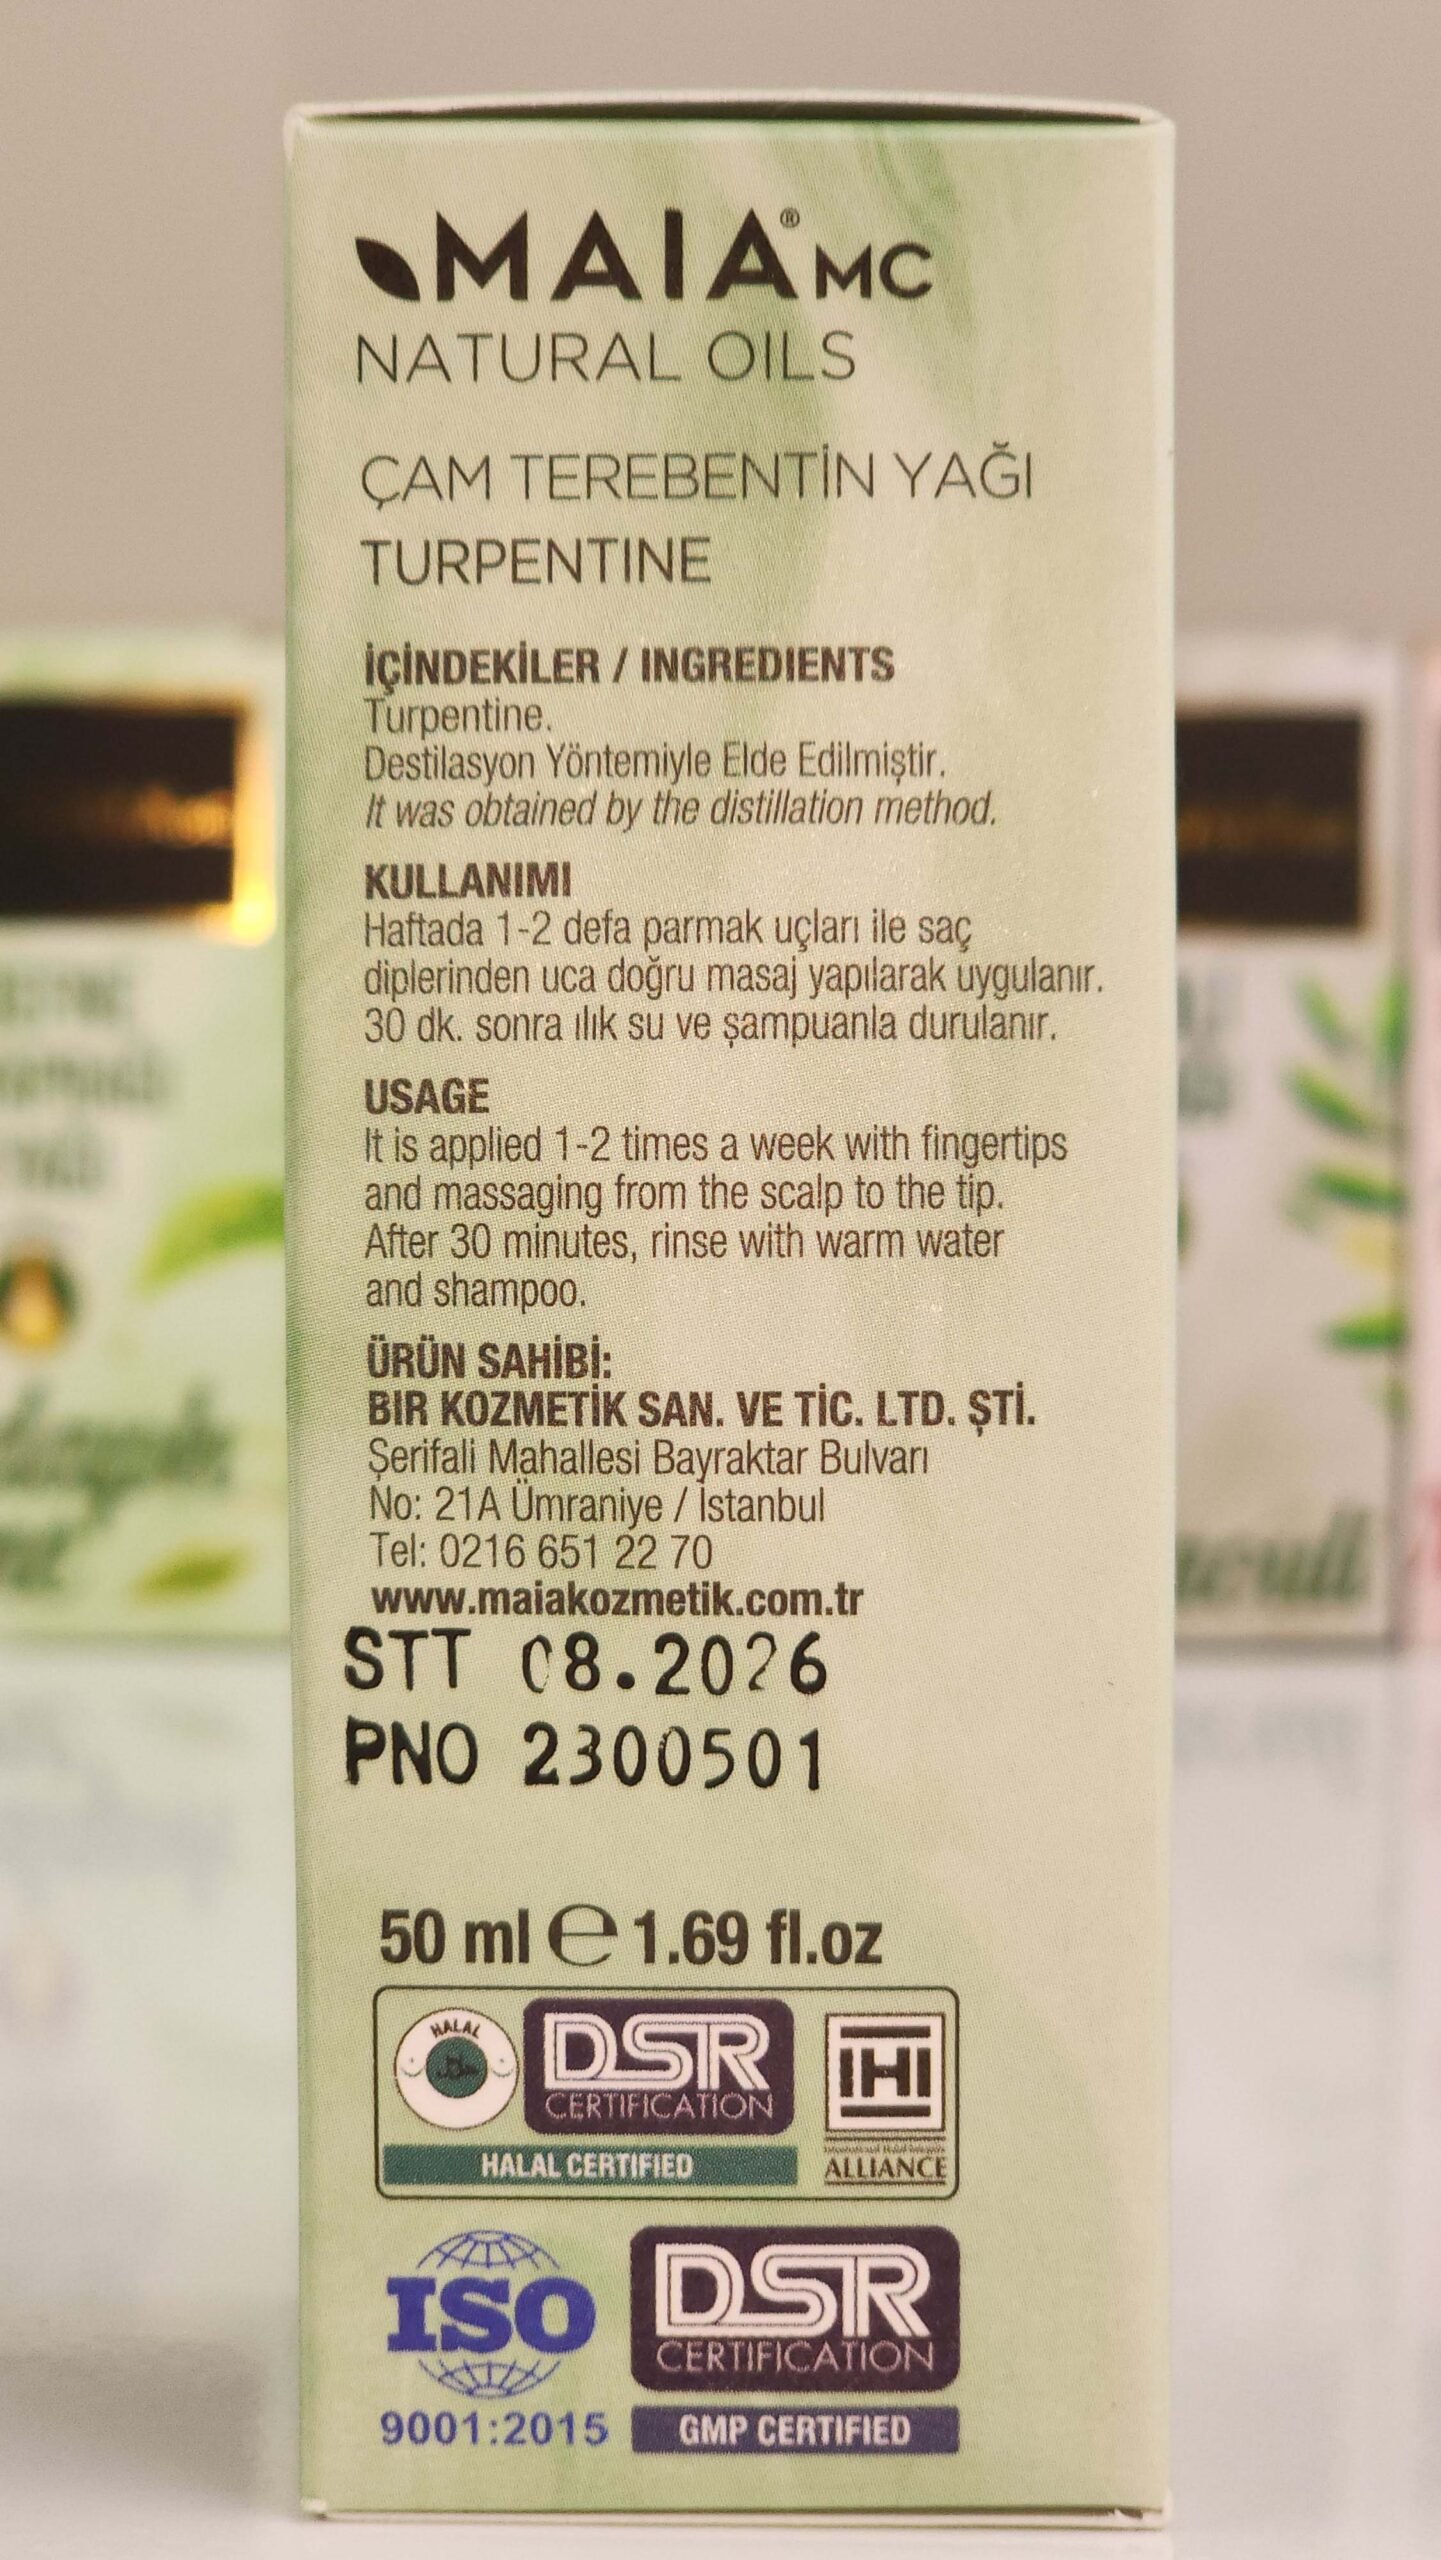 MAIA® MC
NATURAL OILS
ÇAM TEREBENTİN YAĞI
TURPENTINE
İÇİNDEKİLER / INGREDIENTS
Turpentine.
Destilasyon Yöntemiyle Elde Edilmiştir.
It was obtained by the distillation method.
KULLANIMI
Haftada 1-2 defa parmak uçları ile saç
diplerinden uca doğru masaj yapılarak uygulanır.
30 dk. sonra ılık su ve şampuanla durulanır.
USAGE
It is applied 1-2 times a week with fingertips
and massaging from the scalp to the tip.
After 30 minutes, rinse with warm water
and shampoo.
ÜRÜN SAHİBİ:
BIR KOZMETİK SAN. VE TİC. LTD. ŞTİ.
Şerifali Mahallesi Bayraktar Bulvarı
No: 21A Ümraniye / İstanbul
Tel: 0216 651 22 70
www.maiakozmetik.com.tr
STT 08.2026
PNO 2300501
50 ml ℮ 1.69 fl.oz
HALAL
DSR
CERTIFICATION
HALAL CERTIFIED
IHI
International Halal Integrity
ALLIANCE
ISO
9001:2015
DSR
CERTIFICATION
GMP CERTIFIED